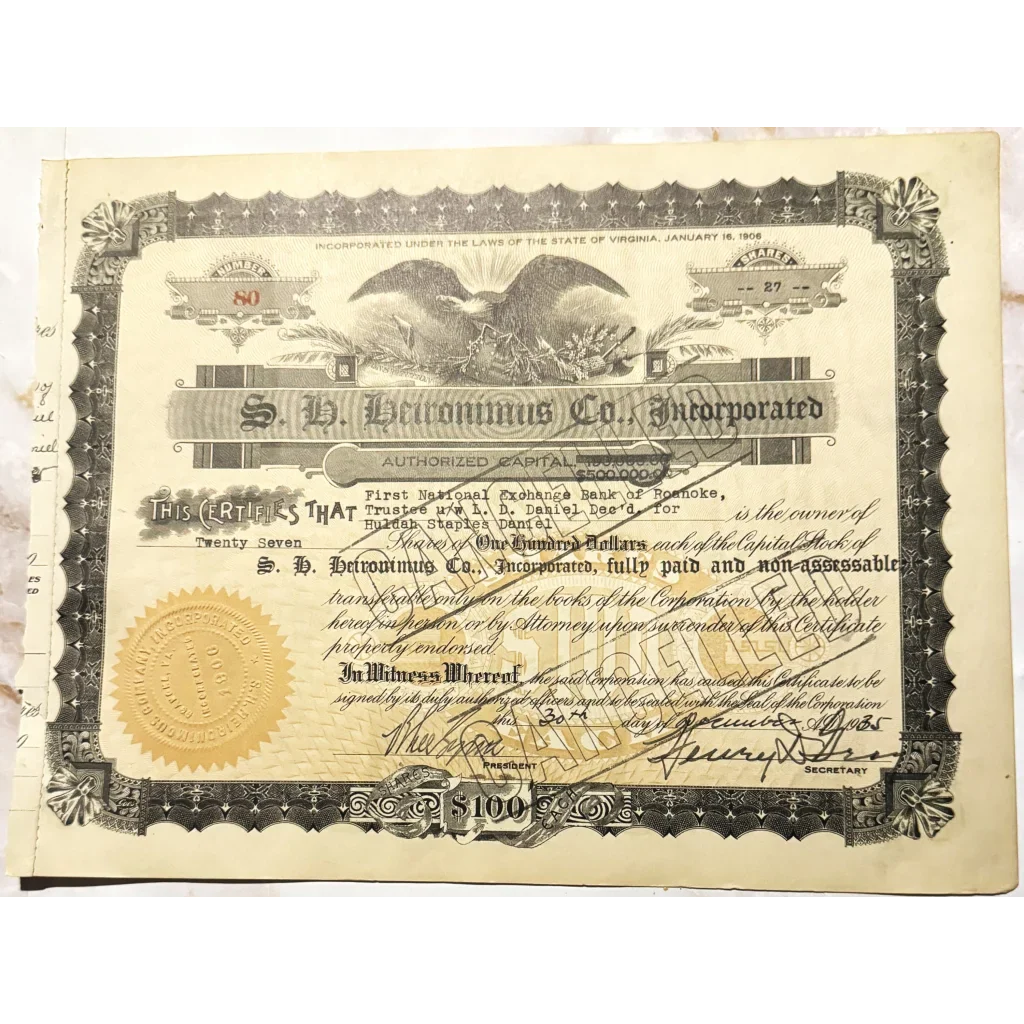 INCORPORATED UNDER THE LAWS OF THE STATE OF VIRGINIA, JANUARY 16, 1906
NUMBER
80
SHARES
-- 27 --
S. H. Heironimus Co., Incorporated
AUTHORIZED CAPITAL
$500,000.00
THIS CERTIFIES THAT
First National Exchange Bank of Roanoke,
Trustee u/w L. D. Daniel Dec'd. for
Huldah Staples Daniel
is the owner of
Twenty Seven Shares of One Hundred Dollars each of the Capital Stock of
S. H. Heironimus Co., Incorporated, fully paid and non-assessable
transferable only on the books of the Corporation by the holder
hereof in person or by Attorney upon surrender of this Certificate
properly endorsed.
In Witness Whereof, the said Corporation has caused this Certificate to be
signed by its duly authorized officers and to be sealed with the Seal of the Corporation
this 30th day of December A.D. 1935
PRESIDENT
SECRETARY
SHARES
$100
EACH
CANCELLED
CANCELLED